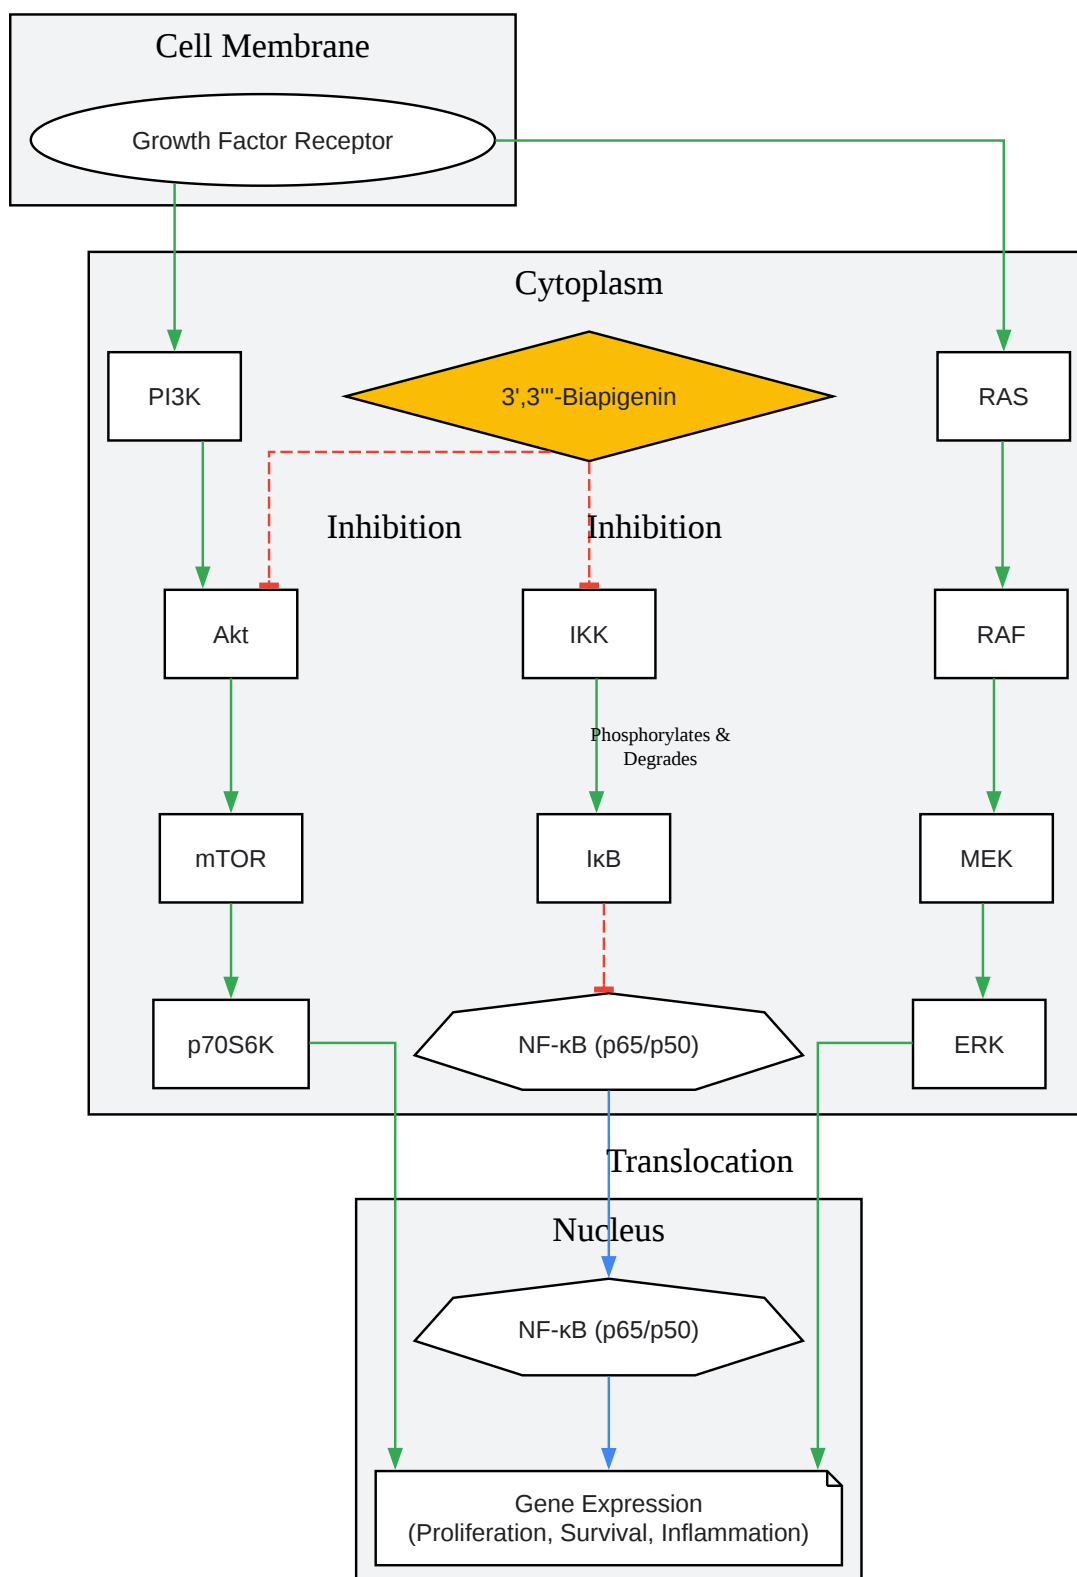 Cell Membrane
Growth Factor Receptor
Cytoplasm
PI3K
3',3'''-Biapigenin
RAS
Inhibition
Inhibition
Akt
IKK
RAF
Phosphorylates &
Degrades
mTOR
IκB
MEK
p70S6K
NF-κB (p65/p50)
ERK
Translocation
Nucleus
NF-κB (p65/p50)
Gene Expression
(Proliferation, Survival, Inflammation)